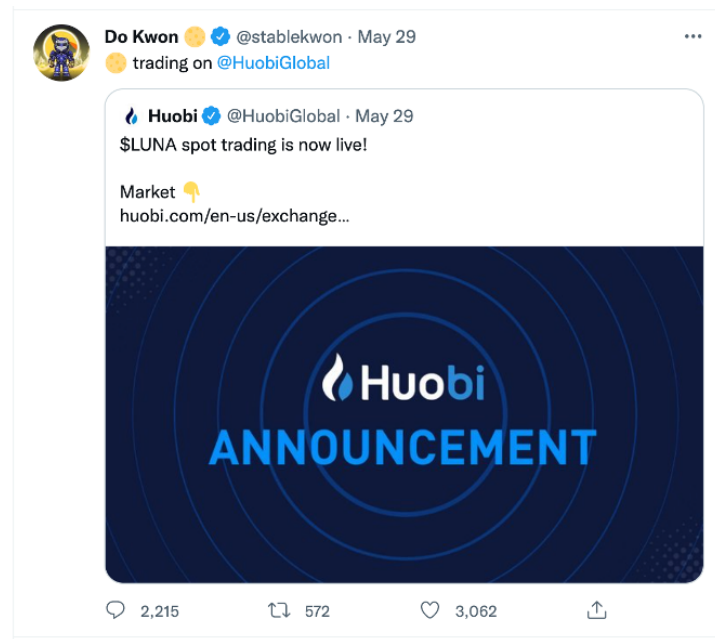 Do Kwon 🌕 @stablekwon · May 29
🌕 trading on @HuobiGlobal
Huobi @HuobiGlobal · May 29
$LUNA spot trading is now live!
Market 👇
huobi.com/en-us/exchange...
Huobi
ANNOUNCEMENT
2,215 572 3,062